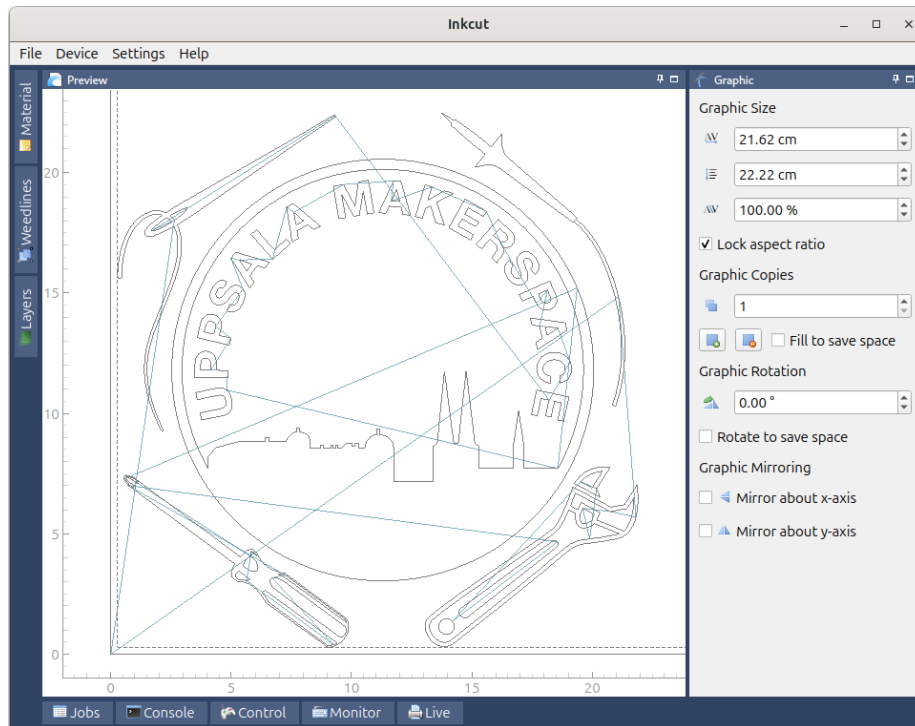 Inkcut
File Device Settings Help
Material
Weedlines
Layers
Preview
20
15
10
5
0
0 5 10 15 20
UPPSALA MAKERSPACE
Graphic
Graphic Size
21.62 cm
22.22 cm
100.00 %
Lock aspect ratio
Graphic Copies
1
Fill to save space
Graphic Rotation
0.00 °
Rotate to save space
Graphic Mirroring
Mirror about x-axis
Mirror about y-axis
Jobs Console Control Monitor Live